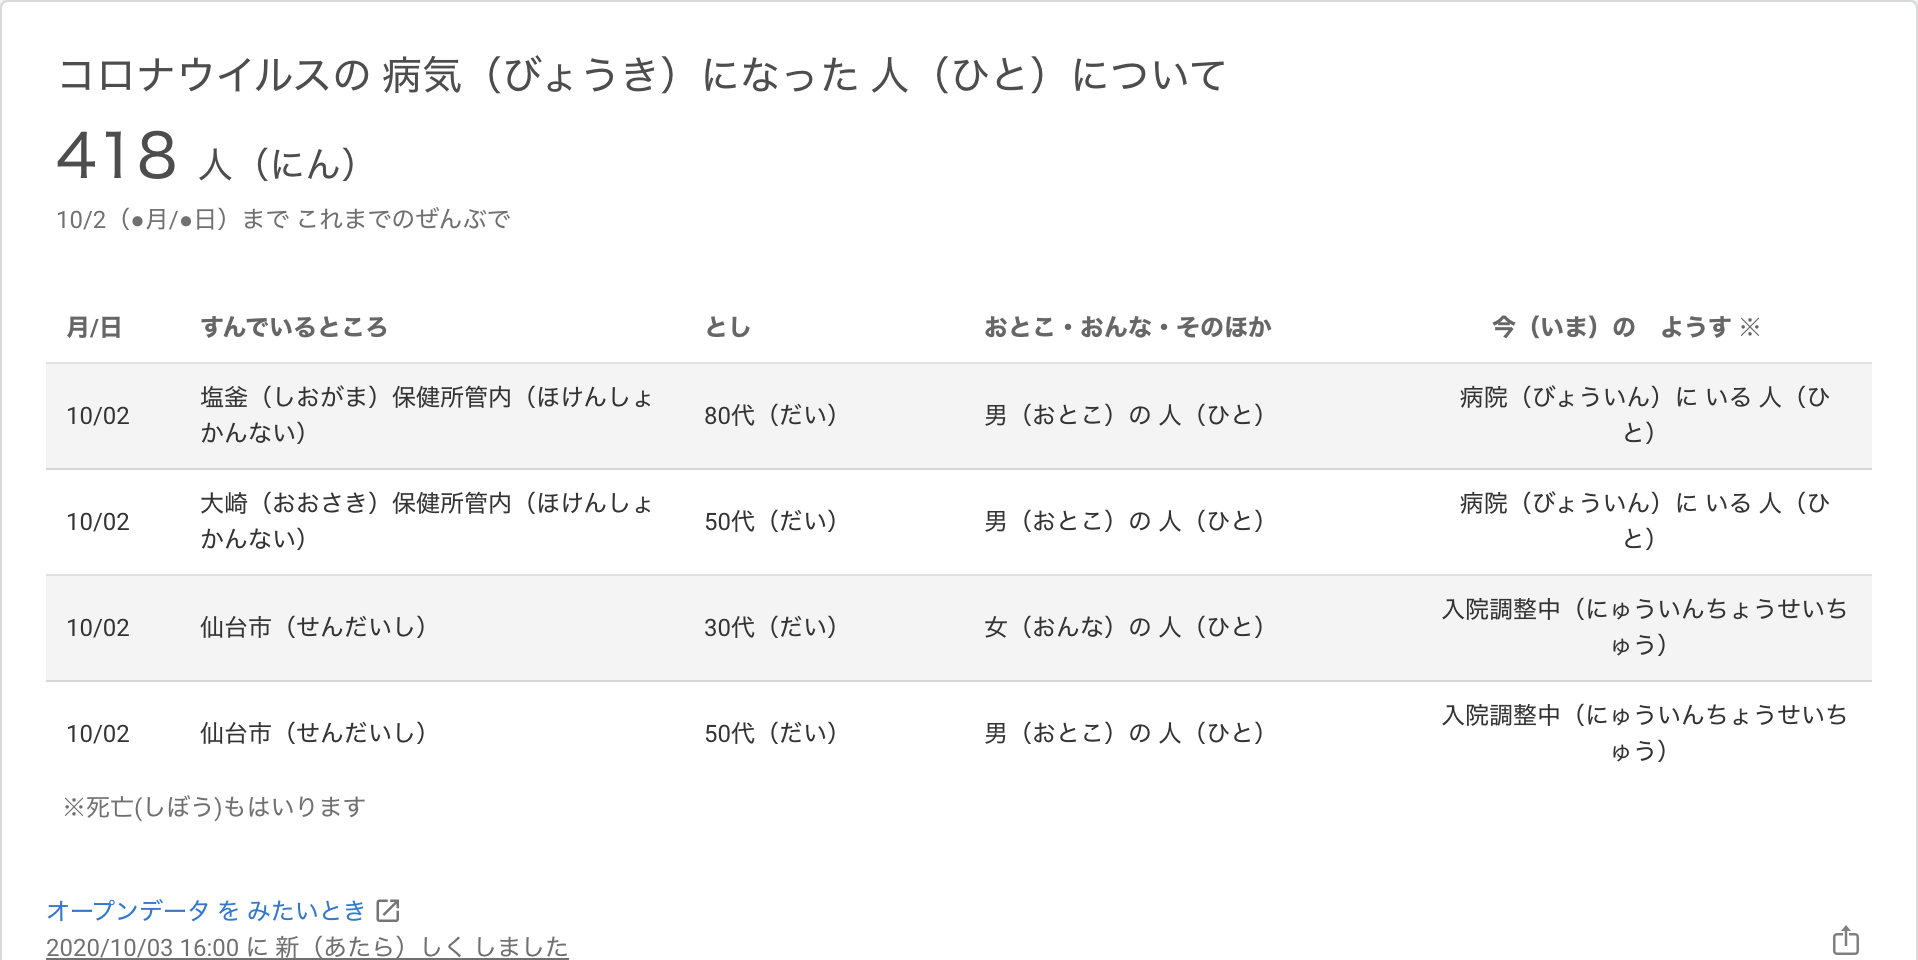 コロナウイルスの 病気（びょうき）になった 人（ひと）について
418 人（にん）
10/2（●月/●日）まで これまでのぜんぶで
月/日 すんでいるところ とし おとこ・おんな・そのほか 今（いま）の　ようす ※
10/02 塩釜（しおがま）保健所管内（ほけんしょかんない） 80代（だい） 男（おとこ）の 人（ひと） 病院（びょういん）に いる 人（ひと）
10/02 大崎（おおさき）保健所管内（ほけんしょかんない） 50代（だい） 男（おとこ）の 人（ひと） 病院（びょういん）に いる 人（ひと）
10/02 仙台市（せんだいし） 30代（だい） 女（おんな）の 人（ひと） 入院調整中（にゅういんちょうせいちゅう）
10/02 仙台市（せんだいし） 50代（だい） 男（おとこ）の 人（ひと） 入院調整中（にゅういんちょうせいちゅう）
※死亡(しぼう)もはいります
オープンデータ を みたいとき
2020/10/03 16:00 に 新（あたら）しく しました